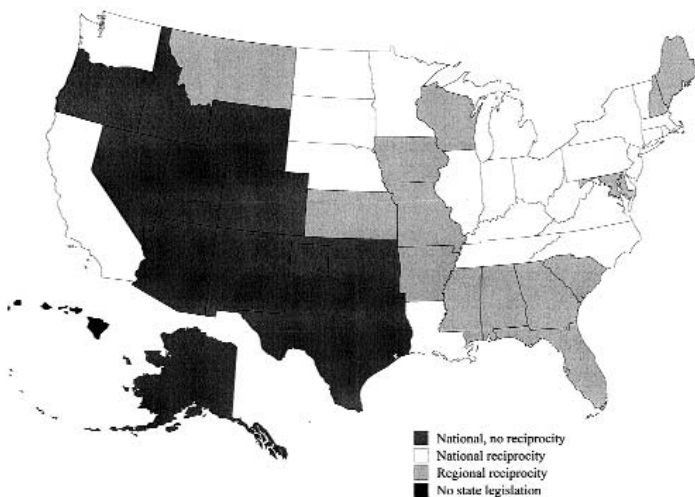 National, no reciprocity
National reciprocity
Regional reciprocity
No state legislation